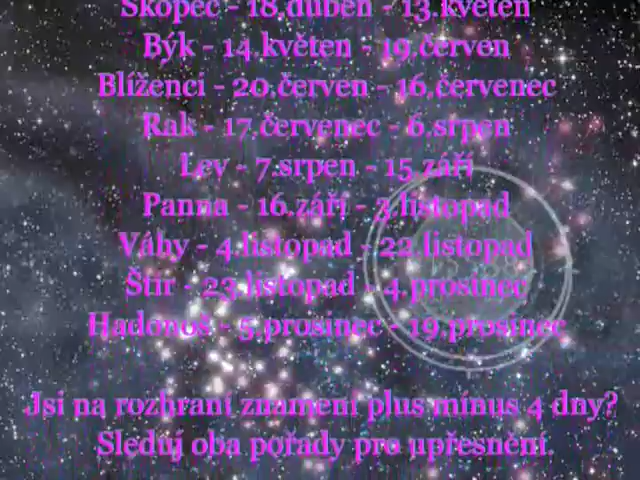 Skopec - 18.duben - 13.květen
Býk - 14.květen - 19.červen
Blíženci - 20.červen - 16.červenec
Rak - 17.červenec - 6.srpen
Lev - 7.srpen - 15.září
Panna - 16.září - 3.listopad
Váhy - 4.listopad - 22.listopad
Štír - 23.listopad - 4.prosinec
Hadonoš - 5.prosinec - 19.prosinec
Jsi na rozhraní znamení plus mínus 4 dny?
Sleduj oba pořady pro upřesnění.